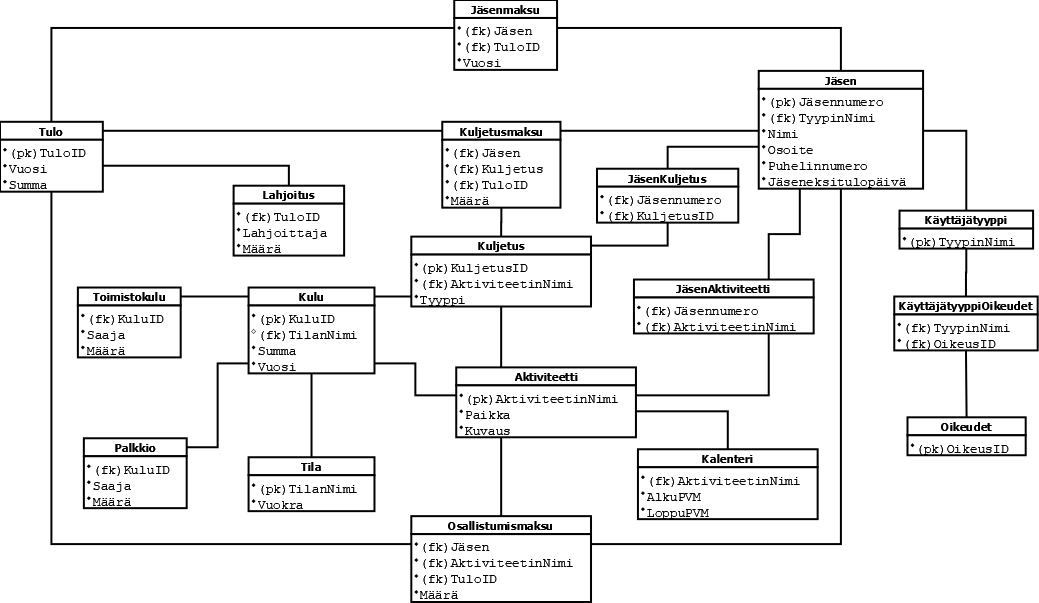 Jäsenmaksu
(fk)Jäsen
(fk)TuloID
Vuosi
Jäsen
(pk)Jäsennumero
(fk)TyypinNimi
Nimi
Osoite
Puhelinnumero
Jäseneksitulopäivä
Tulo
(pk)TuloID
Vuosi
Summa
Kuljetusmaksu
(fk)Jäsen
(fk)Kuljetus
(fk)TuloID
Määrä
JäsenKuljetus
(fk)Jäsennumero
(fk)KuljetusID
Lahjoitus
(fk)TuloID
Lahjoittaja
Määrä
Käyttäjätyyppi
(pk)TyypinNimi
Kuljetus
(pk)KuljetusID
(fk)AktiviteetinNimi
Tyyppi
JäsenAktiviteetti
(fk)Jäsennumero
(fk)AktiviteetinNimi
Toimistokulu
(fk)KuluID
Saaja
Määrä
Kulu
(pk)KuluID
(fk)TilanNimi
Summa
Vuosi
KäyttäjätyyppiOikeudet
(fk)TyypinNimi
(fk)OikeusID
Aktiviteetti
(pk)AktiviteetinNimi
Paikka
Kuvaus
Oikeudet
(pk)OikeusID
Palkkio
(fk)KuluID
Saaja
Määrä
Tila
(pk)TilanNimi
Vuokra
Kalenteri
(fk)AktiviteetinNimi
AlkuPVM
LoppuPVM
Osallistumismaksu
(fk)Jäsen
(fk)AktiviteetinNimi
(fk)TuloID
Määrä